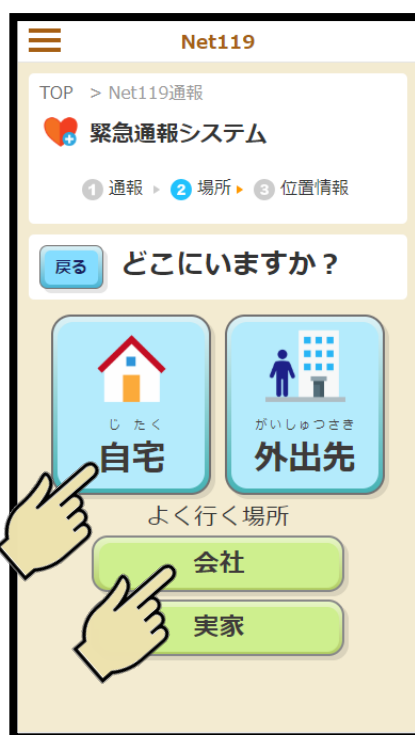 Net119
TOP > Net119通報
緊急通報システム
1 通報 ▸ 2 場所 ▸ 3 位置情報
戻る どこにいますか？
じたく がいしゅつさき
自宅 外出先
よく行く場所
会社
実家